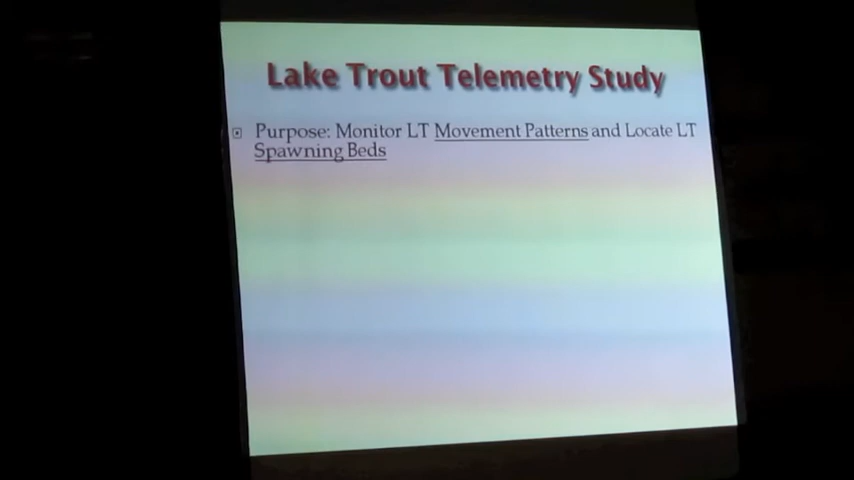 Lake Trout Telemetry Study
Purpose: Monitor LT Movement Patterns and Locate LT
Spawning Beds